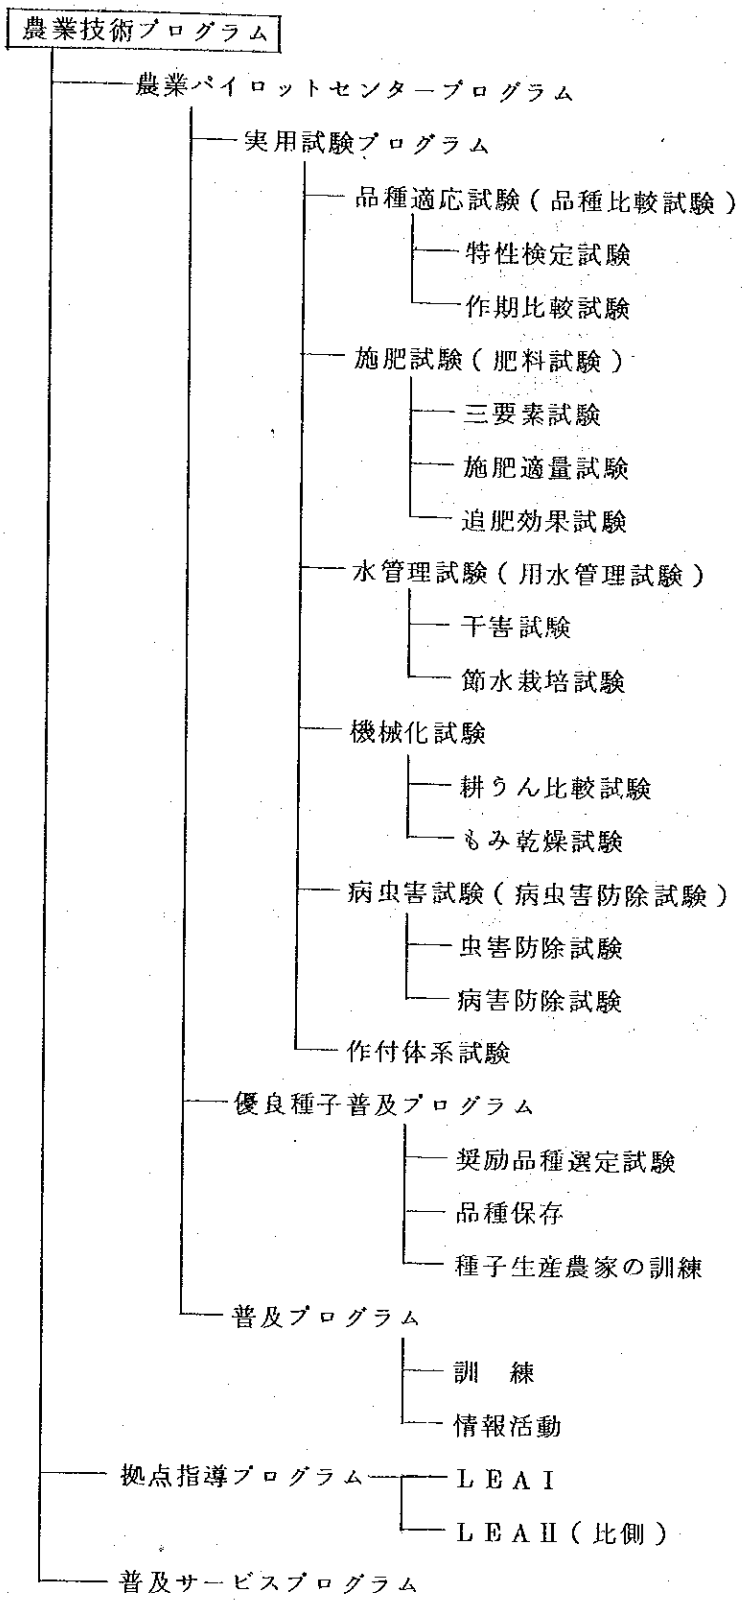 農業技術プログラム
農業パイロットセンタープログラム
実用試験プログラム
品種適応試験(品種比較試験)
特性検定試験
作期比較試験
施肥試験(肥料試験)
三要素試験
施肥適量試験
追肥効果試験
水管理試験(用水管理試験)
干害試験
節水栽培試験
機械化試験
耕うん比較試験
もみ乾燥試験
病虫害試験(病虫害防除試験)
虫害防除試験
病害防除試験
作付体系試験
優良種子普及プログラム
奨励品種選定試験
品種保存
種子生産農家の訓練
普及プログラム
訓 練
情報活動
拠点指導プログラム LEAⅠ
LEAⅡ(比側)
普及サービスプログラム